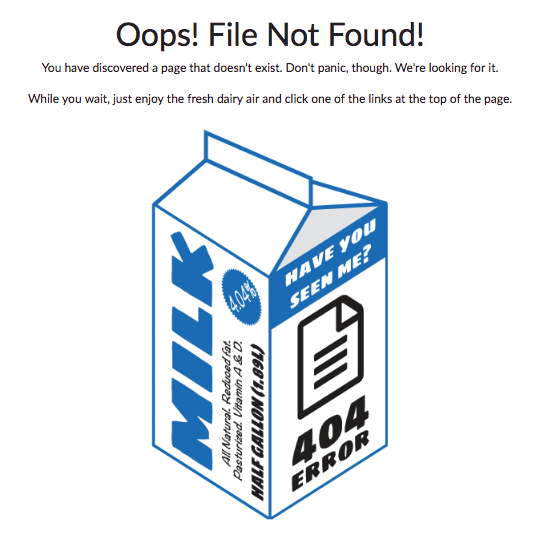 Oops! File Not Found!
You have discovered a page that doesn't exist. Don't panic, though. We're looking for it.
While you wait, just enjoy the fresh dairy air and click one of the links at the top of the page.
MILK
4.04%
All Natural. Reduced fat.
Pasturized. Vitamin A & D.
HALF GALLON (1.89L)
HAVE YOU
SEEN ME?
404
ERROR